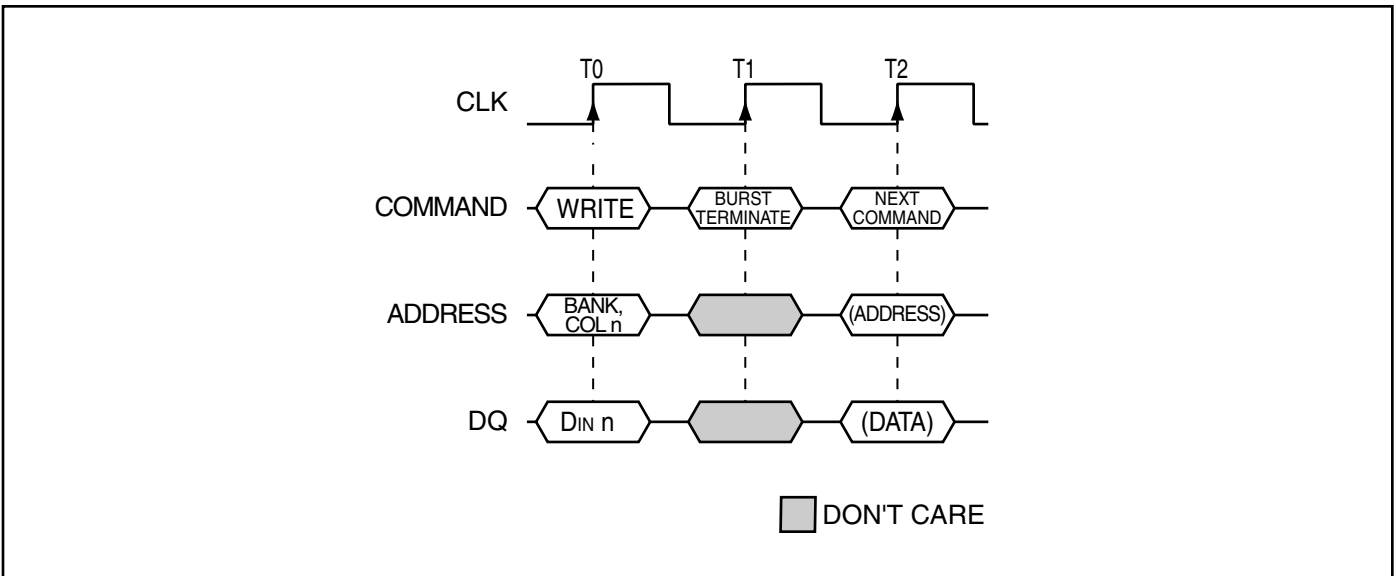 T0 T1 T2
CLK
COMMAND WRITE BURST TERMINATE NEXT COMMAND
ADDRESS BANK, COL n (ADDRESS)
DQ DIN n (DATA)
DON'T CARE